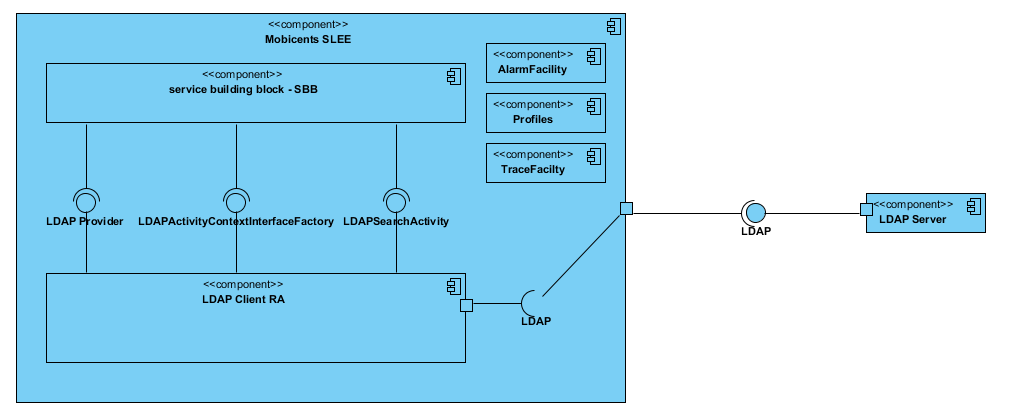 <<component>>
Mobicents SLEE
<<component>>
service building block - SBB
<<component>>
AlarmFacility
<<component>>
Profiles
<<component>>
TraceFacilty
LDAP Provider
LDAPActivityContextInterfaceFactory
LDAPSearchActivity
<<component>>
LDAP Client RA
LDAP
LDAP
<<component>>
LDAP Server